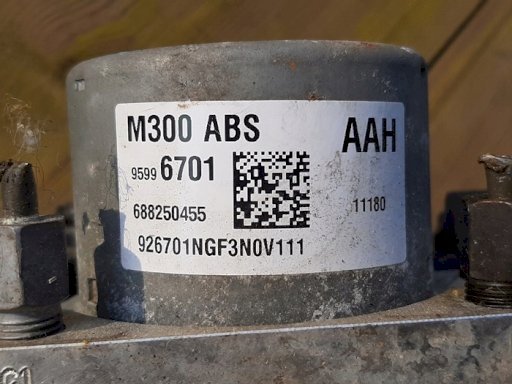 M300 ABS AAH
9599 6701
688250455 11180
926701NGF3N0V111